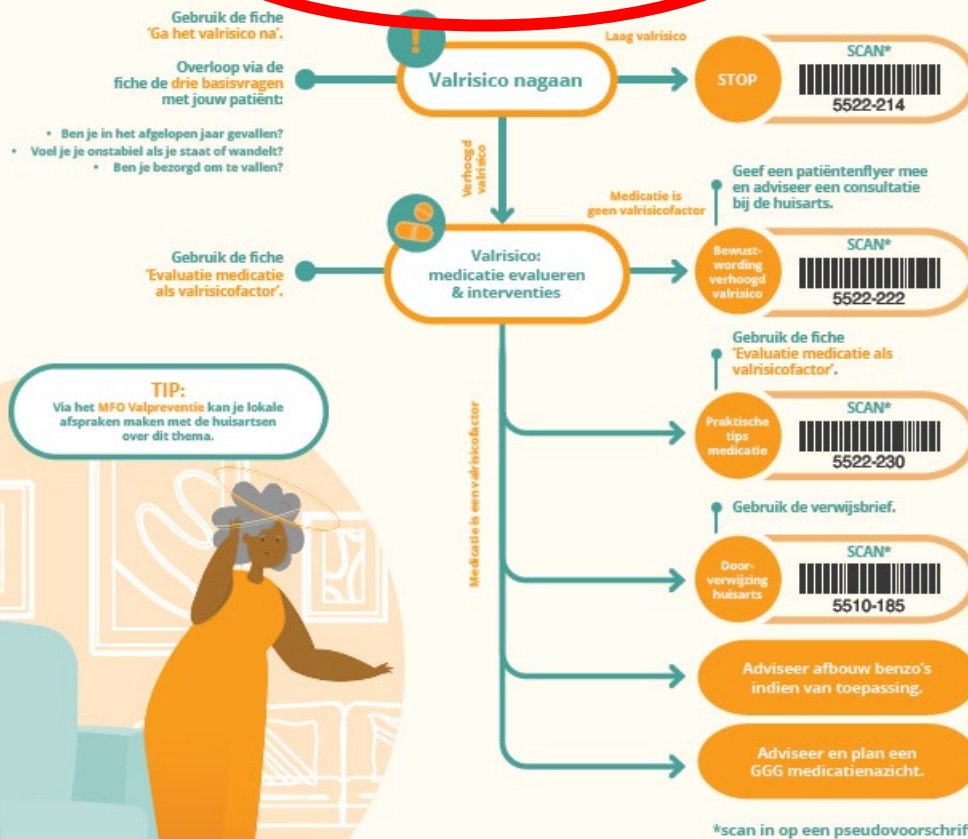 Gebruik de fiche
'Ga het valrisico na'.
Overloop via de
fiche de drie basisvragen
met jouw patiënt:
• Ben je in het afgelopen jaar gevallen?
• Voel je je onstabiel als je staat of wandelt?
• Ben je bezorgd om te vallen?
!
Valrisico nagaan
Laag valrisico
STOP
SCAN*
5522-214
Verhoogd
valrisico
Gebruik de fiche
'Evaluatie medicatie
als valrisicofactor'.
Valrisico:
medicatie evalueren
& interventies
Medicatie is
geen valrisicofactor
Geef een patiëntenflyer mee
en adviseer een consultatie
bij de huisarts.
Bewust-
wording
verhoogd
valrisico
SCAN*
5522-222
Medicatie is een valrisicofactor
Gebruik de fiche
'Evaluatie medicatie als
valrisicofactor'.
Praktische
tips
medicatie
SCAN*
5522-230
Gebruik de verwijsbrief.
Door-
verwijzing
huisarts
SCAN*
5510-185
Adviseer afbouw benzo's
indien van toepassing.
Adviseer en plan een
GGG medicatienazicht.
TIP:
Via het MFO Valpreventie kan je lokale
afspraken maken met de huisartsen
over dit thema.
*scan in op een pseudovoorschrif